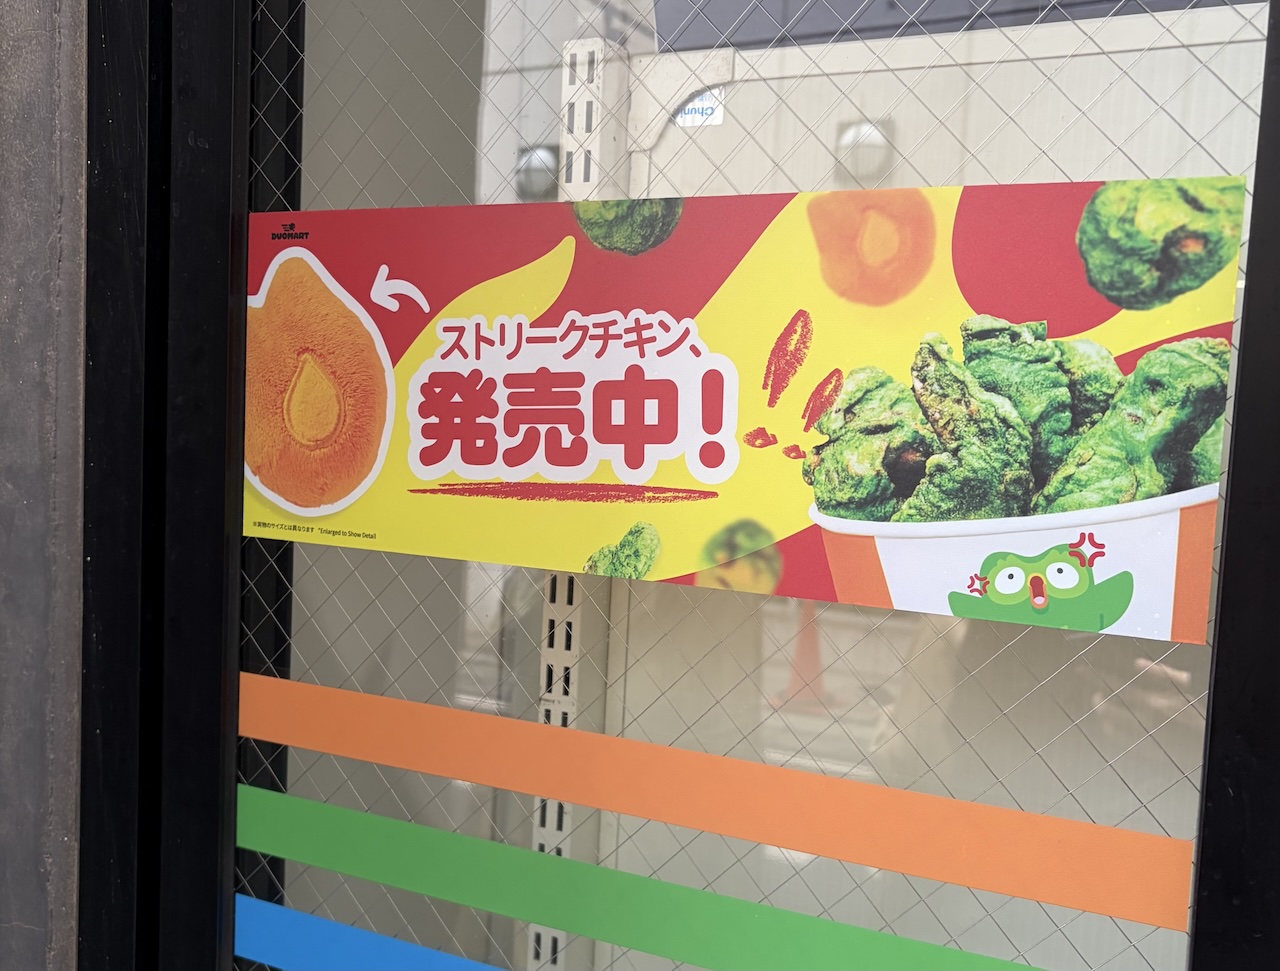 DUOMART
ストリークチキン、
発売中!
※実物のサイズとは異なります *Enlarged to Show Detail